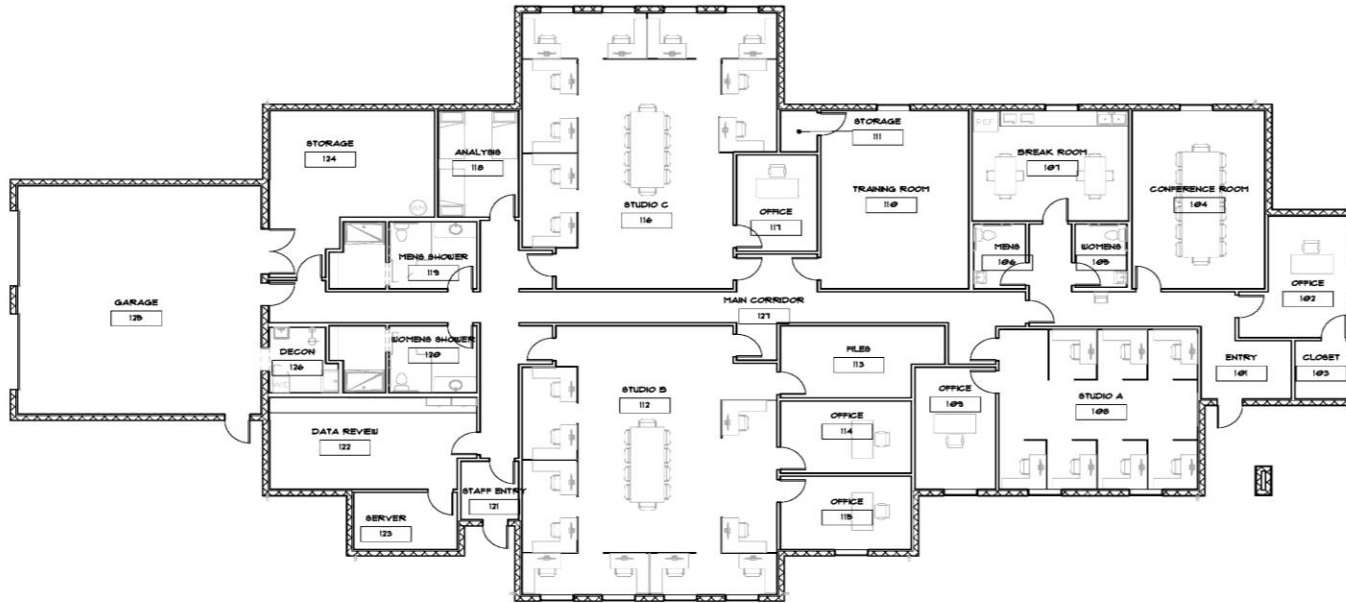 STORAGE
124
ANALYSIS
118
STUDIO C
116
OFFICE
117
STORAGE
111
TRAINING ROOM
110
REF.
BREAK ROOM
107
CONFERENCE ROOM
104
MENS
106
WOMENS
105
OFFICE
102
MENS SHOWER
119
GARAGE
125
MAIN CORRIDOR
127
DECON
126
WOMENS SHOWER
120
FILES
113
ENTRY
101
CLOSET
103
STUDIO B
112
OFFICE
109
STUDIO A
108
OFFICE
114
DATA REVIEW
122
STAFF ENTRY
121
SERVER
123
OFFICE
115